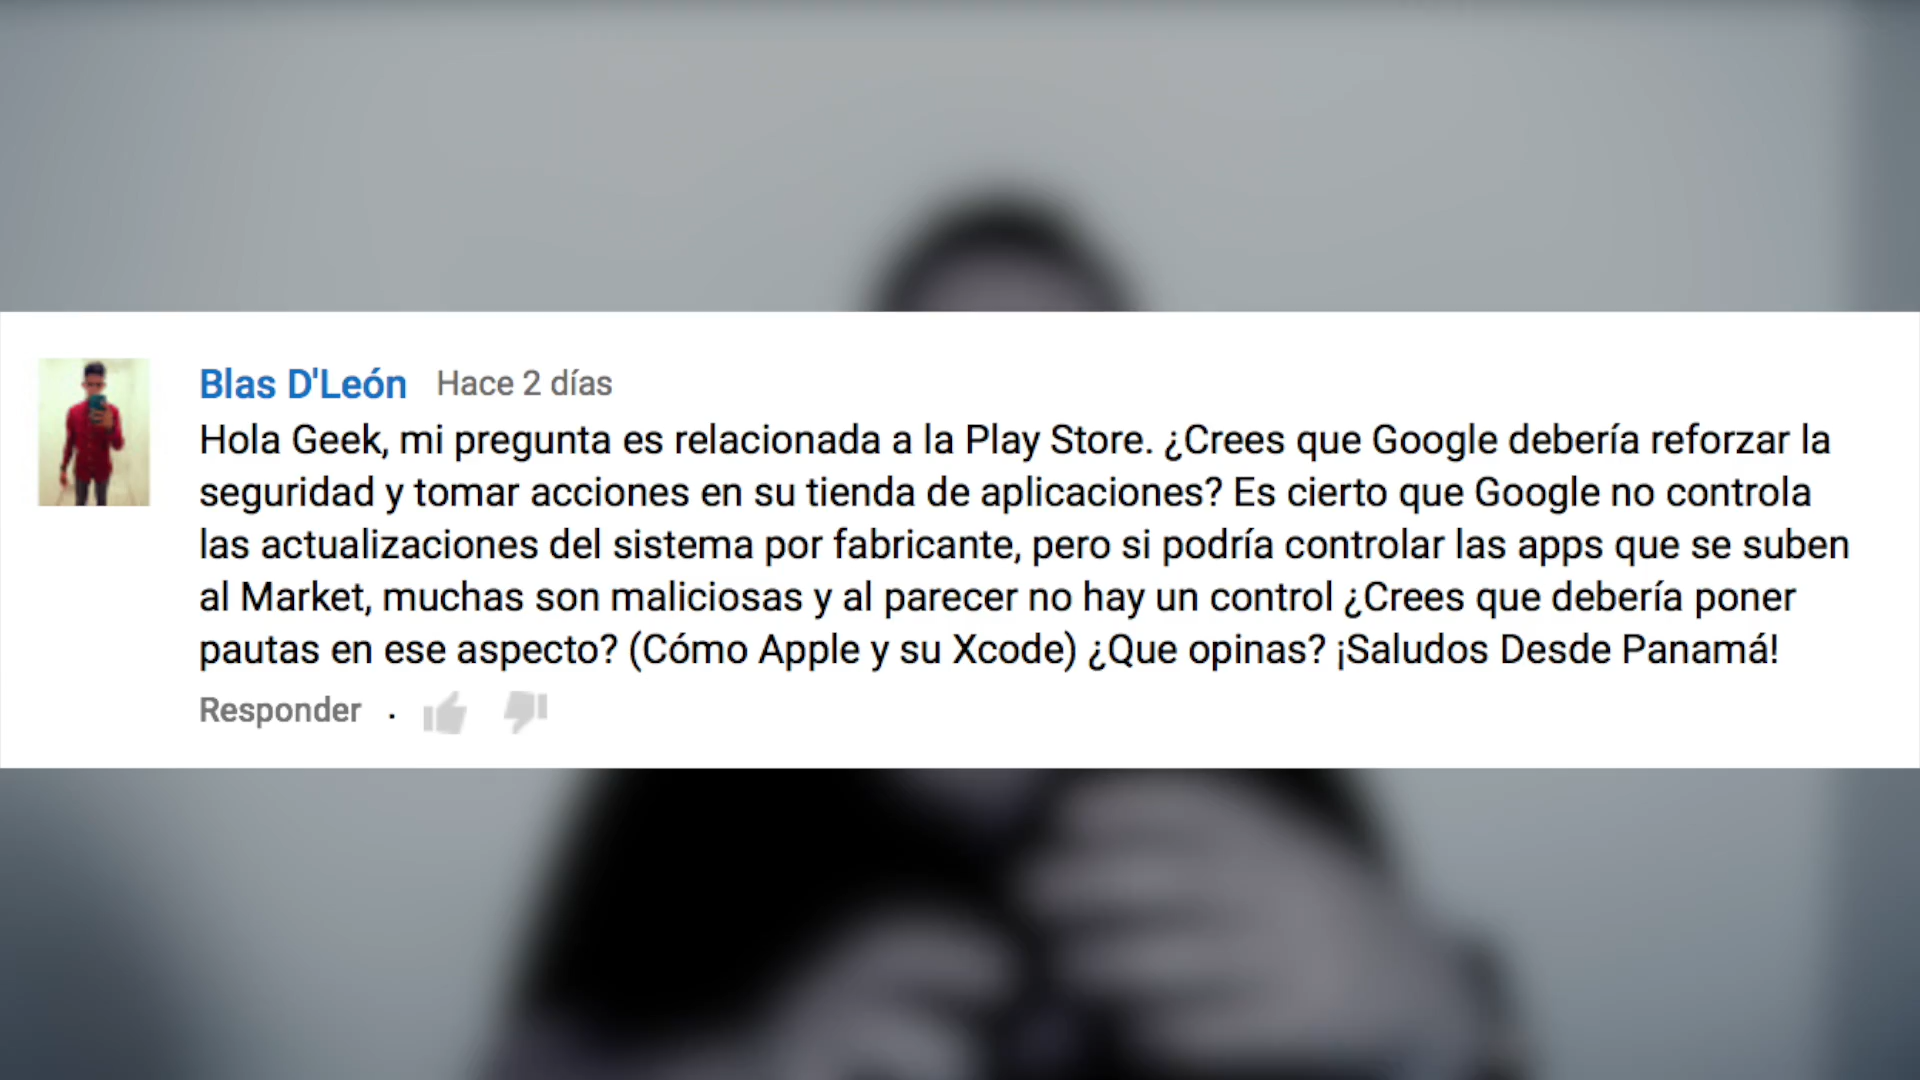 Blas D'León Hace 2 días
Hola Geek, mi pregunta es relacionada a la Play Store. ¿Crees que Google debería reforzar la
seguridad y tomar acciones en su tienda de aplicaciones? Es cierto que Google no controla
las actualizaciones del sistema por fabricante, pero si podría controlar las apps que se suben
al Market, muchas son maliciosas y al parecer no hay un control ¿Crees que debería poner
pautas en ese aspecto? (Cómo Apple y su Xcode) ¿Que opinas? ¡Saludos Desde Panamá!
Responder .